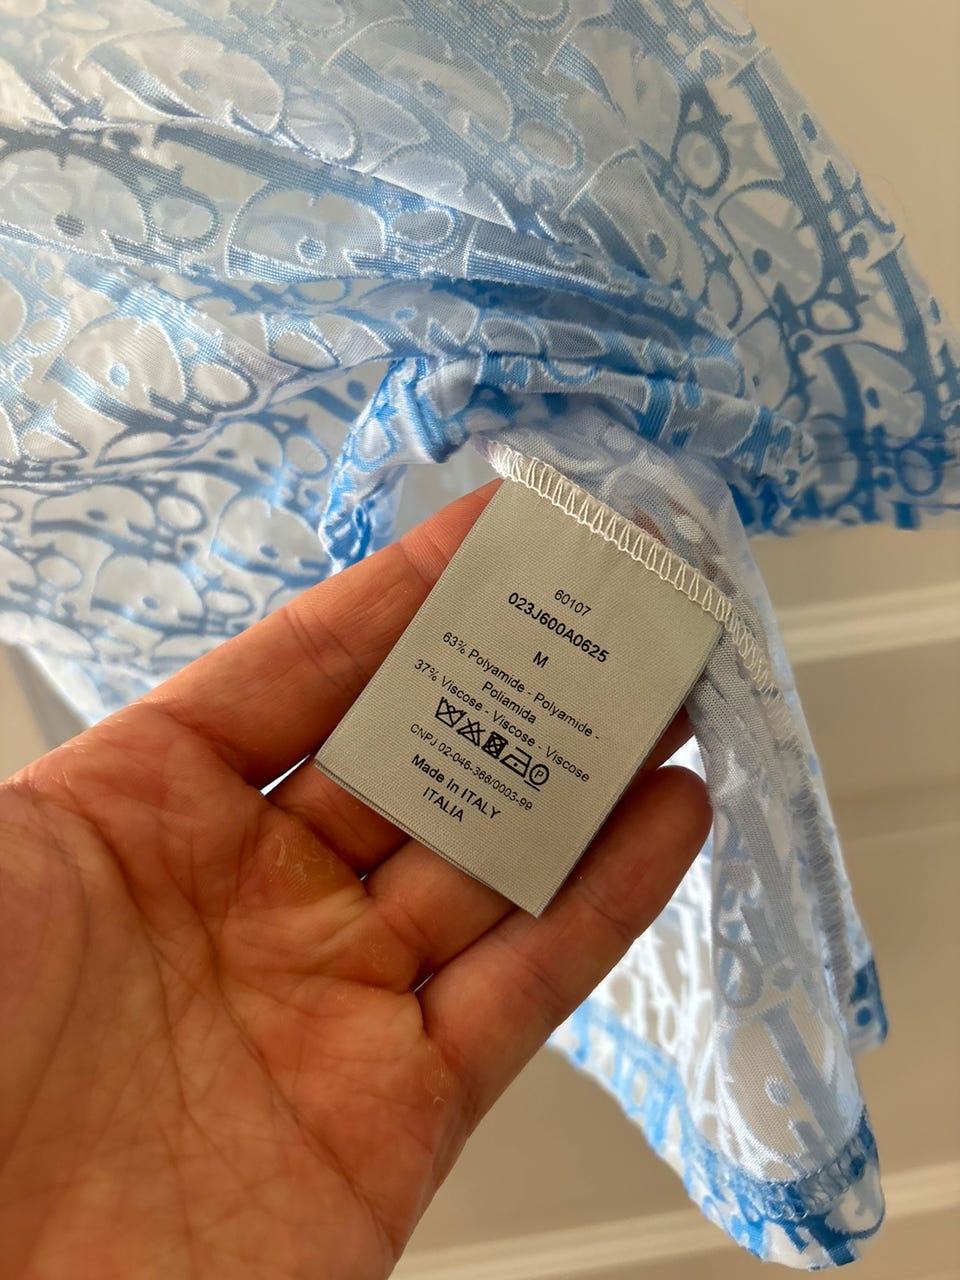 60107
023J600A0625
M
63% Polyamide - Polyamide -
Poliamida
37% Viscose - Viscose - Viscose
P
CNPJ 02-046-366/0003-99
Made In ITALY
ITALIA